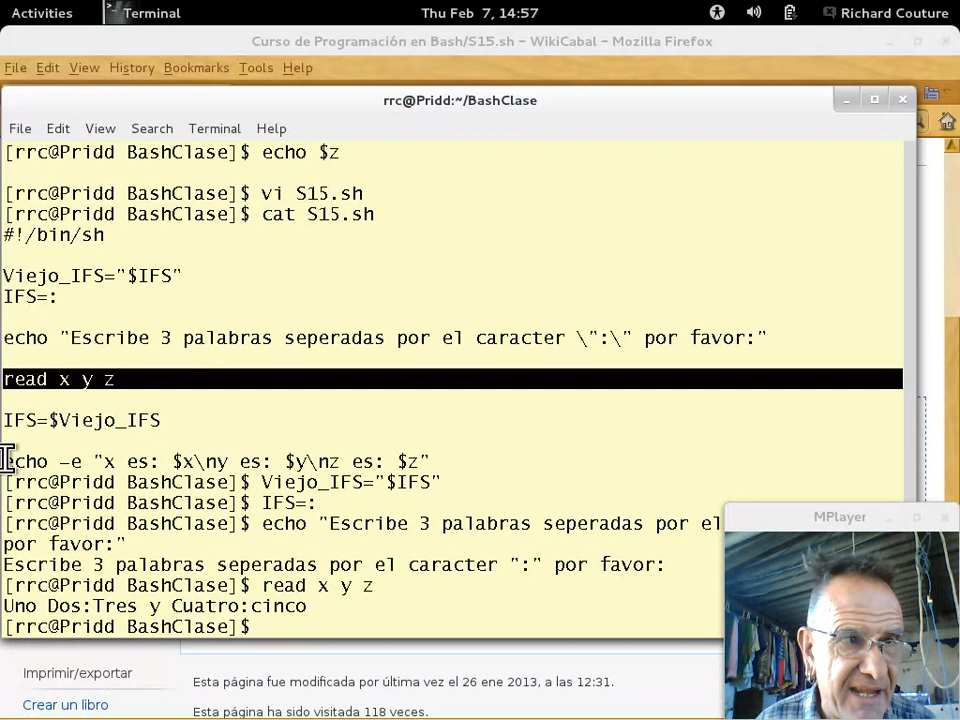 Activities Terminal Thu Feb 7, 14:57 Richard Couture
Curso de Programación en Bash/S15.sh – WikiCabal – Mozilla Firefox
File Edit View History Bookmarks Tools Help
rrc@Pridd:~/BashClase
File Edit View Search Terminal Help
[rrc@Pridd BashClase]$ echo $z
[rrc@Pridd BashClase]$ vi S15.sh
[rrc@Pridd BashClase]$ cat S15.sh
#!/bin/sh
Viejo_IFS="$IFS"
IFS=:
echo "Escribe 3 palabras seperadas por el caracter \":\" por favor:"
read x y z
IFS=$Viejo_IFS
echo –e "x es: $x\ny es: $y\nz es: $z"
[rrc@Pridd BashClase]$ Viejo_IFS="$IFS"
[rrc@Pridd BashClase]$ IFS=:
[rrc@Pridd BashClase]$ echo "Escribe 3 palabras seperadas por el
por favor:"
Escribe 3 palabras seperadas por el caracter ":" por favor:
[rrc@Pridd BashClase]$ read x y z
Uno Dos:Tres y Cuatro:cinco
[rrc@Pridd BashClase]$
MPlayer
Imprimir/exportar
Crear un libro
Esta página fue modificada por última vez el 26 ene 2013, a las 12:31.
Esta página ha sido visitada 118 veces.